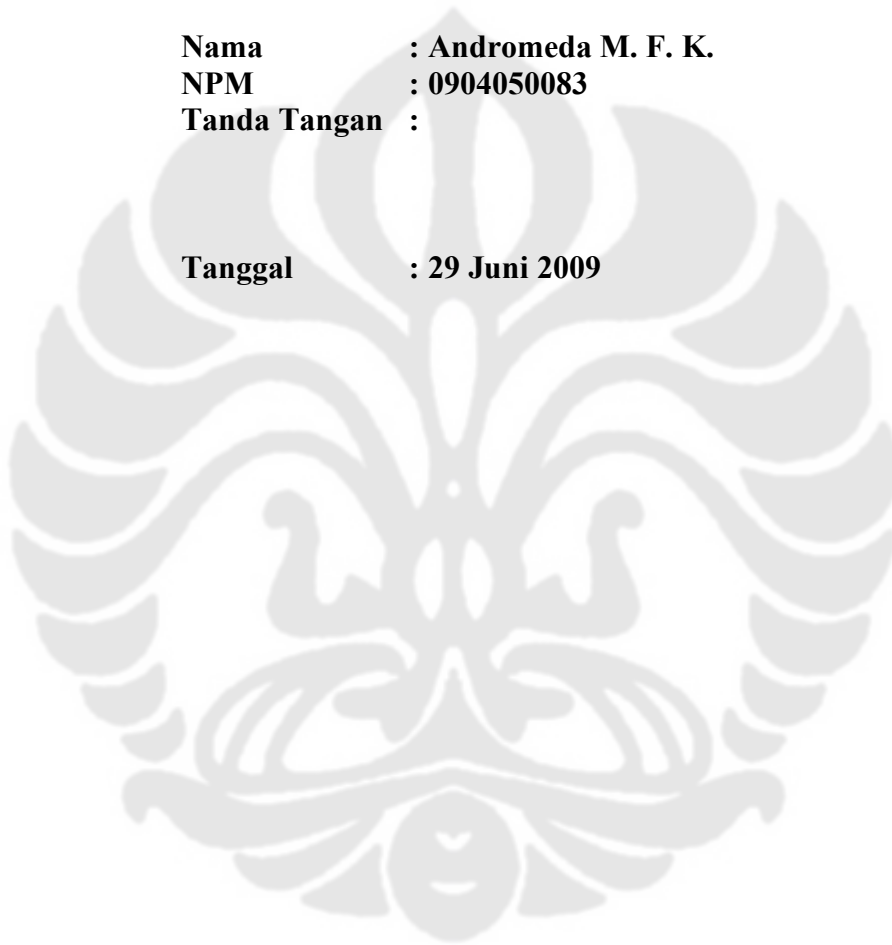 Nama : Andromeda M. F. K.
NPM : 0904050083
Tanda Tangan :
Tanggal : 29 Juni 2009